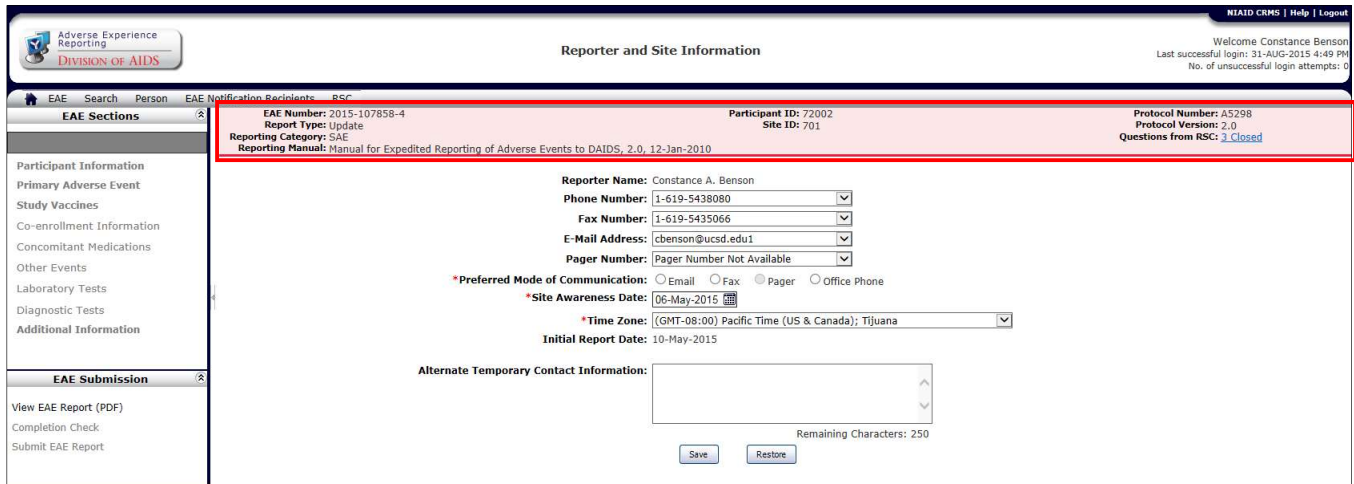 NIAID CRMS | Help | Logout
Adverse Experience
Reporting
DIVISION OF AIDS
Reporter and Site Information
Welcome Constance Benson
Last successful login: 31-AUG-2015 4:49 PM
No. of unsuccessful login attempts: 0
EAE Search Person EAE Notification Recipients RSC
EAE Sections
EAE Number: 2015-107858-4 Participant ID: 72002 Protocol Number: A5298
Report Type: Update Site ID: 701 Protocol Version: 2.0
Reporting Category: SAE Questions from RSC: 3 Closed
Reporting Manual: Manual for Expedited Reporting of Adverse Events to DAIDS, 2.0, 12-Jan-2010
Participant Information
Primary Adverse Event
Study Vaccines
Co-enrollment Information
Concomitant Medications
Other Events
Laboratory Tests
Diagnostic Tests
Additional Information
EAE Submission
View EAE Report (PDF)
Completion Check
Submit EAE Report
Reporter Name: Constance A. Benson
Phone Number: 1-619-5438080
Fax Number: 1-619-5435066
E-Mail Address: cbenson@ucsd.edu1
Pager Number: Pager Number Not Available
*Preferred Mode of Communication: Email Fax Pager Office Phone
*Site Awareness Date: 06-May-2015
*Time Zone: (GMT-08:00) Pacific Time (US & Canada); Tijuana
Initial Report Date: 10-May-2015
Alternate Temporary Contact Information:
Remaining Characters: 250
Save Restore